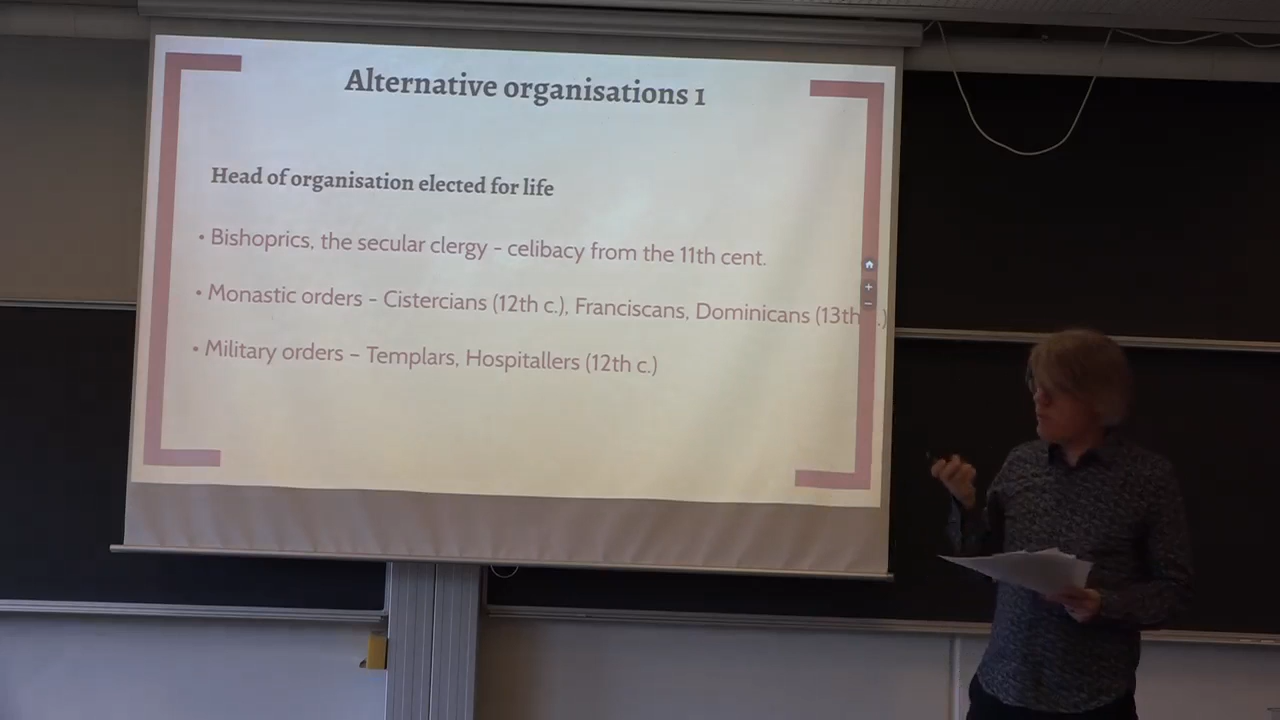 Alternative organisations 1
Head of organisation elected for life
• Bishoprics, the secular clergy – celibacy from the 11th cent.
• Monastic orders – Cistercians (12th c.), Franciscans, Dominicans (13th .)
• Military orders – Templars, Hospitallers (12th c.)